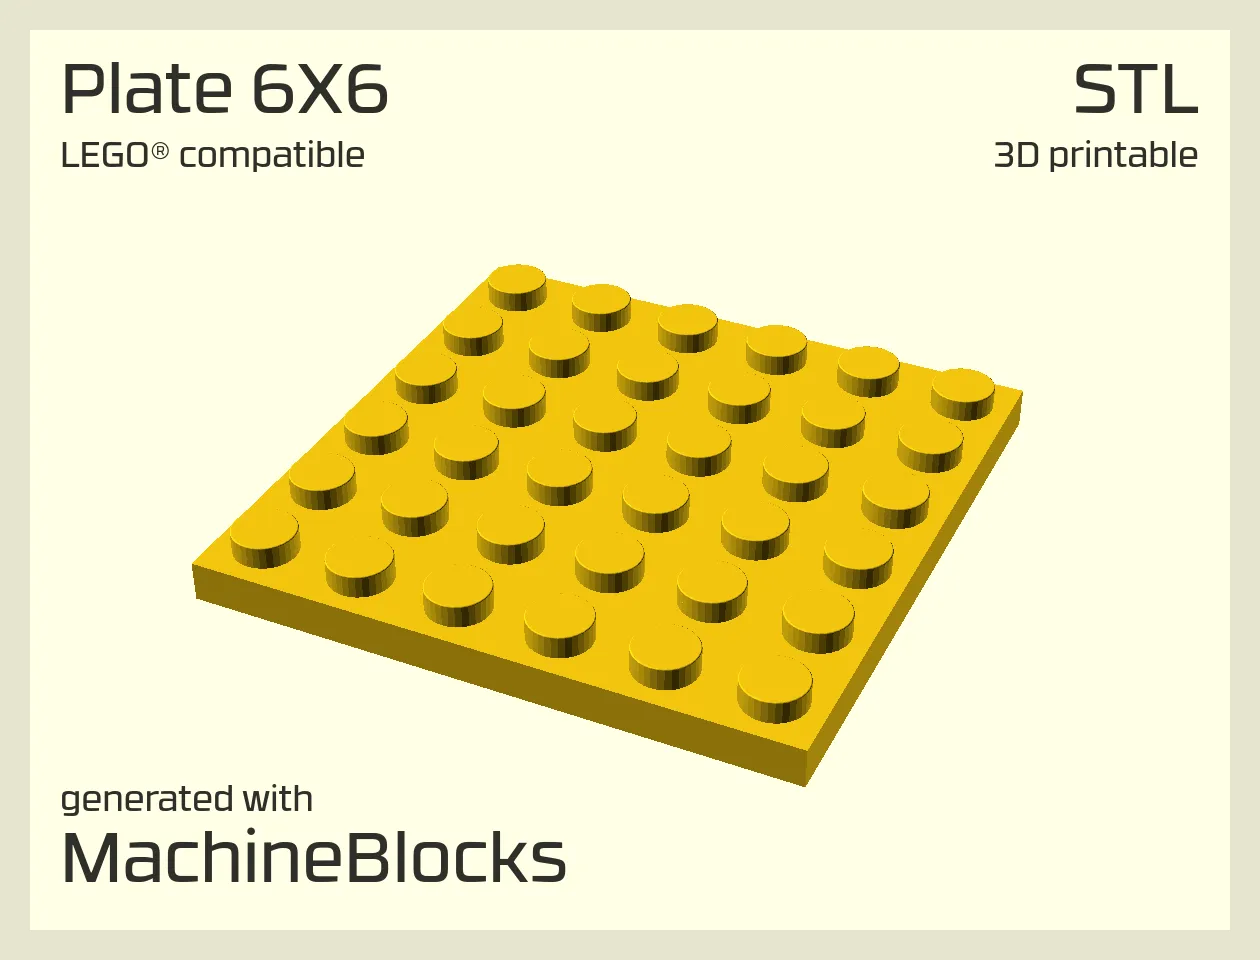 Plate 6X6
LEGO® compatible
STL
3D printable
generated with
MachineBlocks